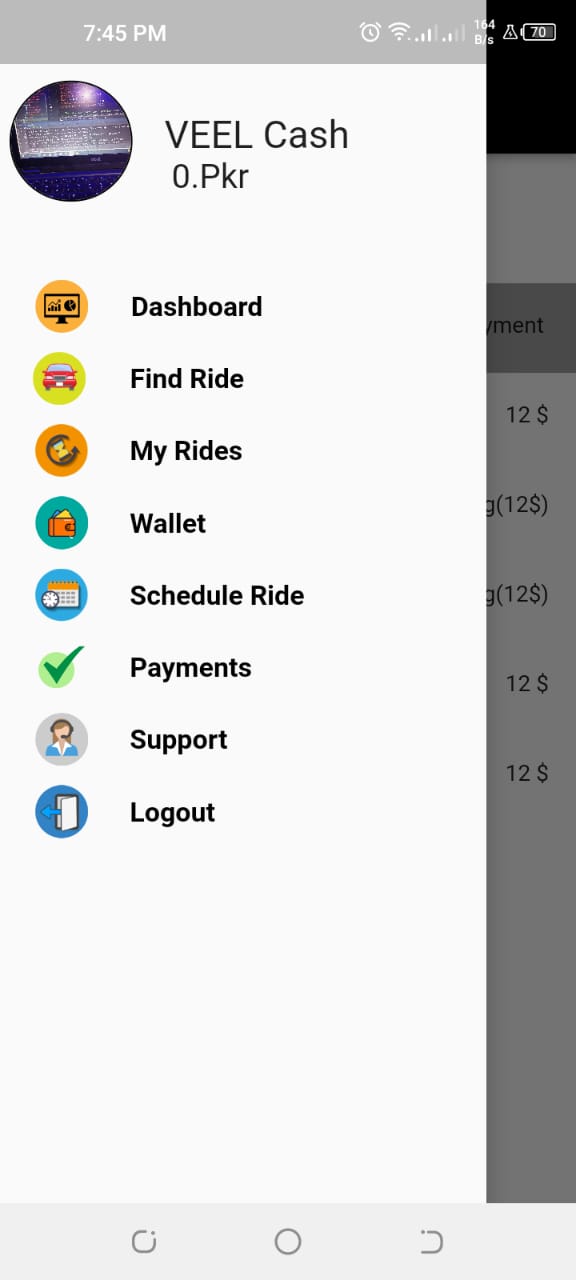 7:45 PM
164
B/s
70
VEEL Cash
0.Pkr
Dashboard
Find Ride
My Rides
Wallet
Schedule Ride
Payments
Support
Logout
yment
12 $
g(12$)
g(12$)
12 $
12 $